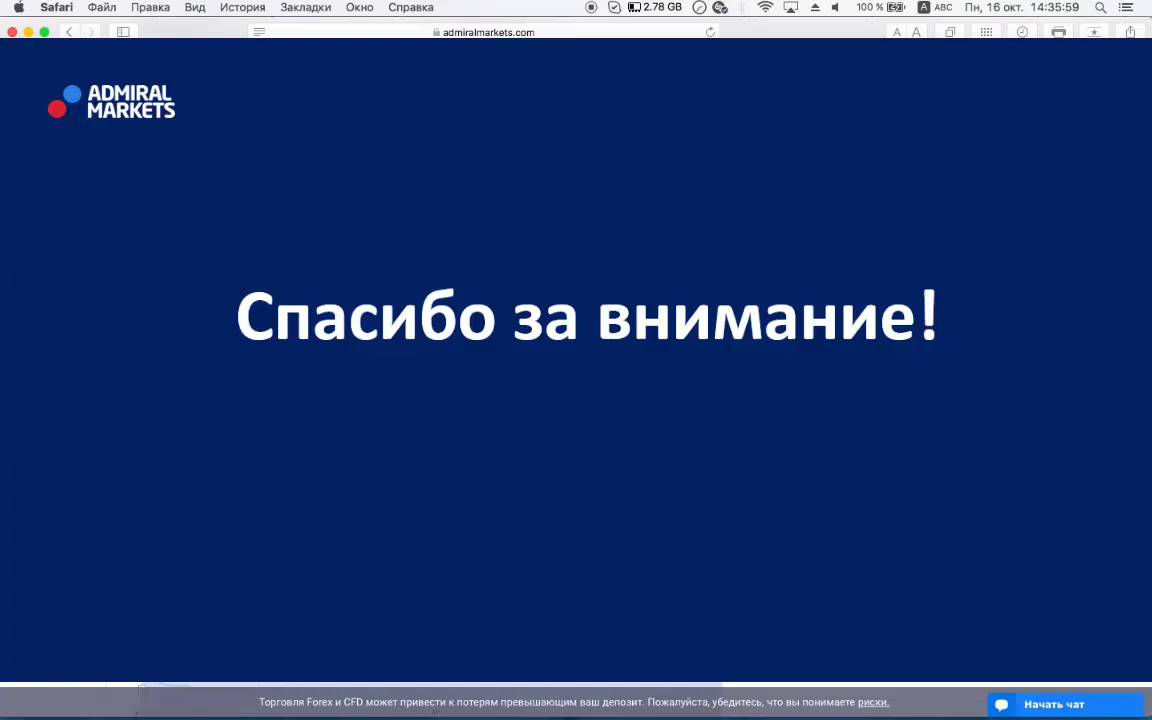 Safari Файл Правка Вид История Закладки Окно Справка 2.78 GB 100 % A ABC Пн, 16 окт. 14:35:59
admiralmarkets.com A A
ADMIRAL
MARKETS
Спасибо за внимание!
Торговля Forex и CFD может привести к потерям превышающим ваш депозит. Пожалуйста, убедитесь, что вы понимаете риски.
Начать чат